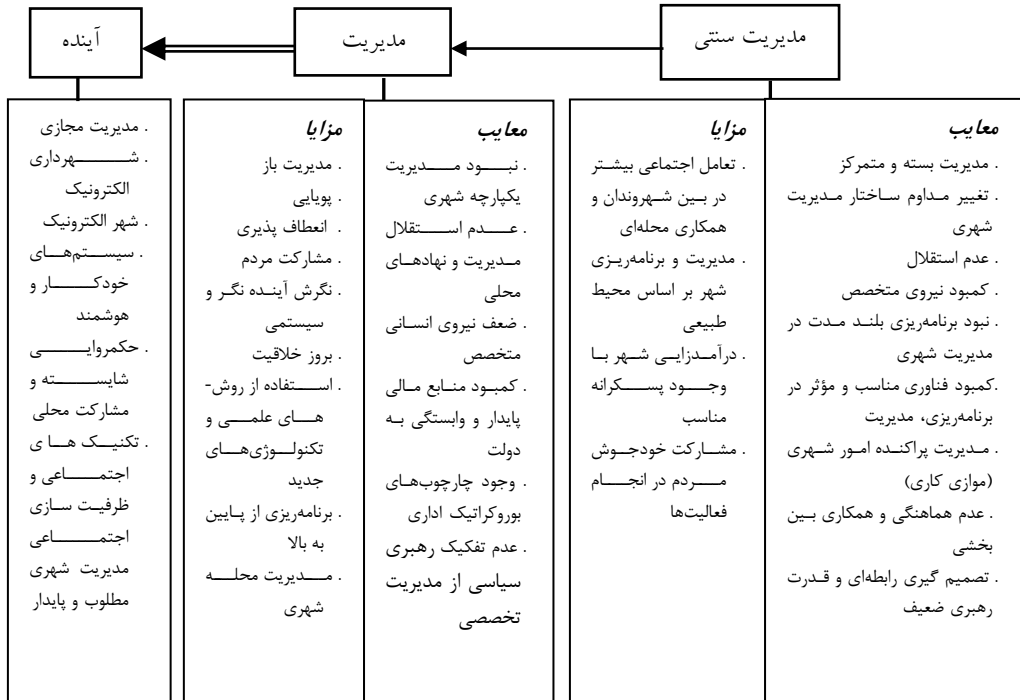 مدیریت سنتی
مدیریت
آینده
معایب
. مدیریت بسته و متمرکز
. تغییر مداوم ساختار مدیریت
شهری
. عدم استقلال
. کمبود نیروی متخصص
. نبود برنامه‌ریزی بلند مدت در
مدیریت شهری
.کمبود فناوری مناسب و مؤثر در
برنامه‌ریزی، مدیریت
. مدیریت پراکنده امور شهری
(موازی کاری)
. عدم هماهنگی و همکاری بین
بخشی
. تصمیم گیری رابطه‌ای و قدرت
رهبری ضعیف
مزایا
. تعامل اجتماعی بیشتر
در بین شهروندان و
همکاری محله‌ای
. مدیریت و برنامه‌ریزی
شهر بر اساس محیط
طبیعی
. درآمدزایی شهر با
وجود پسکرانه
مناسب
. مشارکت خودجوش
مردم در انجام
فعالیت‌ها
معایب
. نبود مدیریت
یکپارچه شهری
. عدم استقلال
مدیریت و نهادهای
محلی
. ضعف نیروی انسانی
متخصص
. کمبود منابع مالی
پایدار و وابستگی به
دولت
. وجود چارچوب‌های
بوروکراتیک اداری
. عدم تفکیک رهبری
سیاسی از مدیریت
تخصصی
مزایا
. مدیریت باز
. پویایی
. انعطاف پذیری
. مشارکت مردم
. نگرش آینده نگر و
سیستمی
. بروز خلاقیت
. استفاده از روش-
های علمی و
تکنولوژی‌های
جدید
. برنامه‌ریزی از پایین
به بالا
. مدیریت محله
شهری
. مدیریت مجازی
. شهرداری
الکترونیک
. شهر الکترونیک
. سیستم‌های
خودکار و
هوشمند
. حکمروایی
شایسته و
مشارکت محلی
. تکنیک ها ی
اجتماعی و
ظرفیت سازی
اجتماعی
مدیریت شهری
مطلوب و پایدار